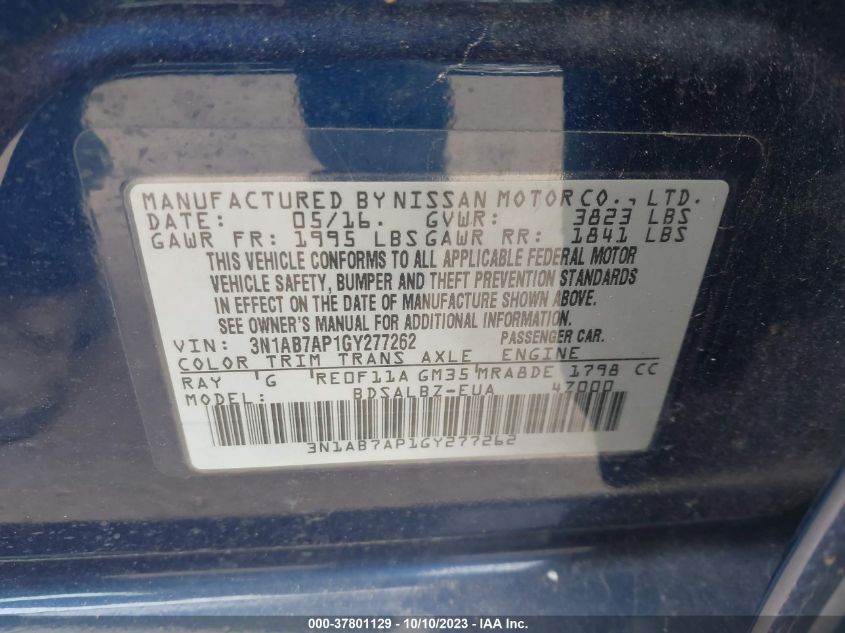 MANUFACTURED BY NISSAN MOTOR CO., LTD.
DATE: 05/16. GVWR: 3823 LBS
GAWR FR: 1995 LBS GAWR RR: 1841 LBS
THIS VEHICLE CONFORMS TO ALL APPLICABLE FEDERAL MOTOR
VEHICLE SAFETY, BUMPER AND THEFT PREVENTION STANDARDS
IN EFFECT ON THE DATE OF MANUFACTURE SHOWN ABOVE.
SEE OWNER'S MANUAL FOR ADDITIONAL INFORMATION.
VIN: 3N1AB7AP1GY277262 PASSENGER CAR.
COLOR TRIM TRANS AXLE ENGINE
RAY G RE0F11A GM35 MRA8DE 1798 CC
MODEL: BDSALBZ-EUA 47000
3N1AB7AP1GY277262
000-37801129 - 10/10/2023 - IAA Inc.